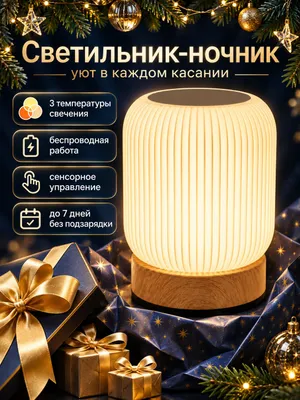 Светильник-ночник
уют в каждом касании
3 температуры
свечения
беспроводная
работа
сенсорное
управление
до 7 дней
без подзарядки